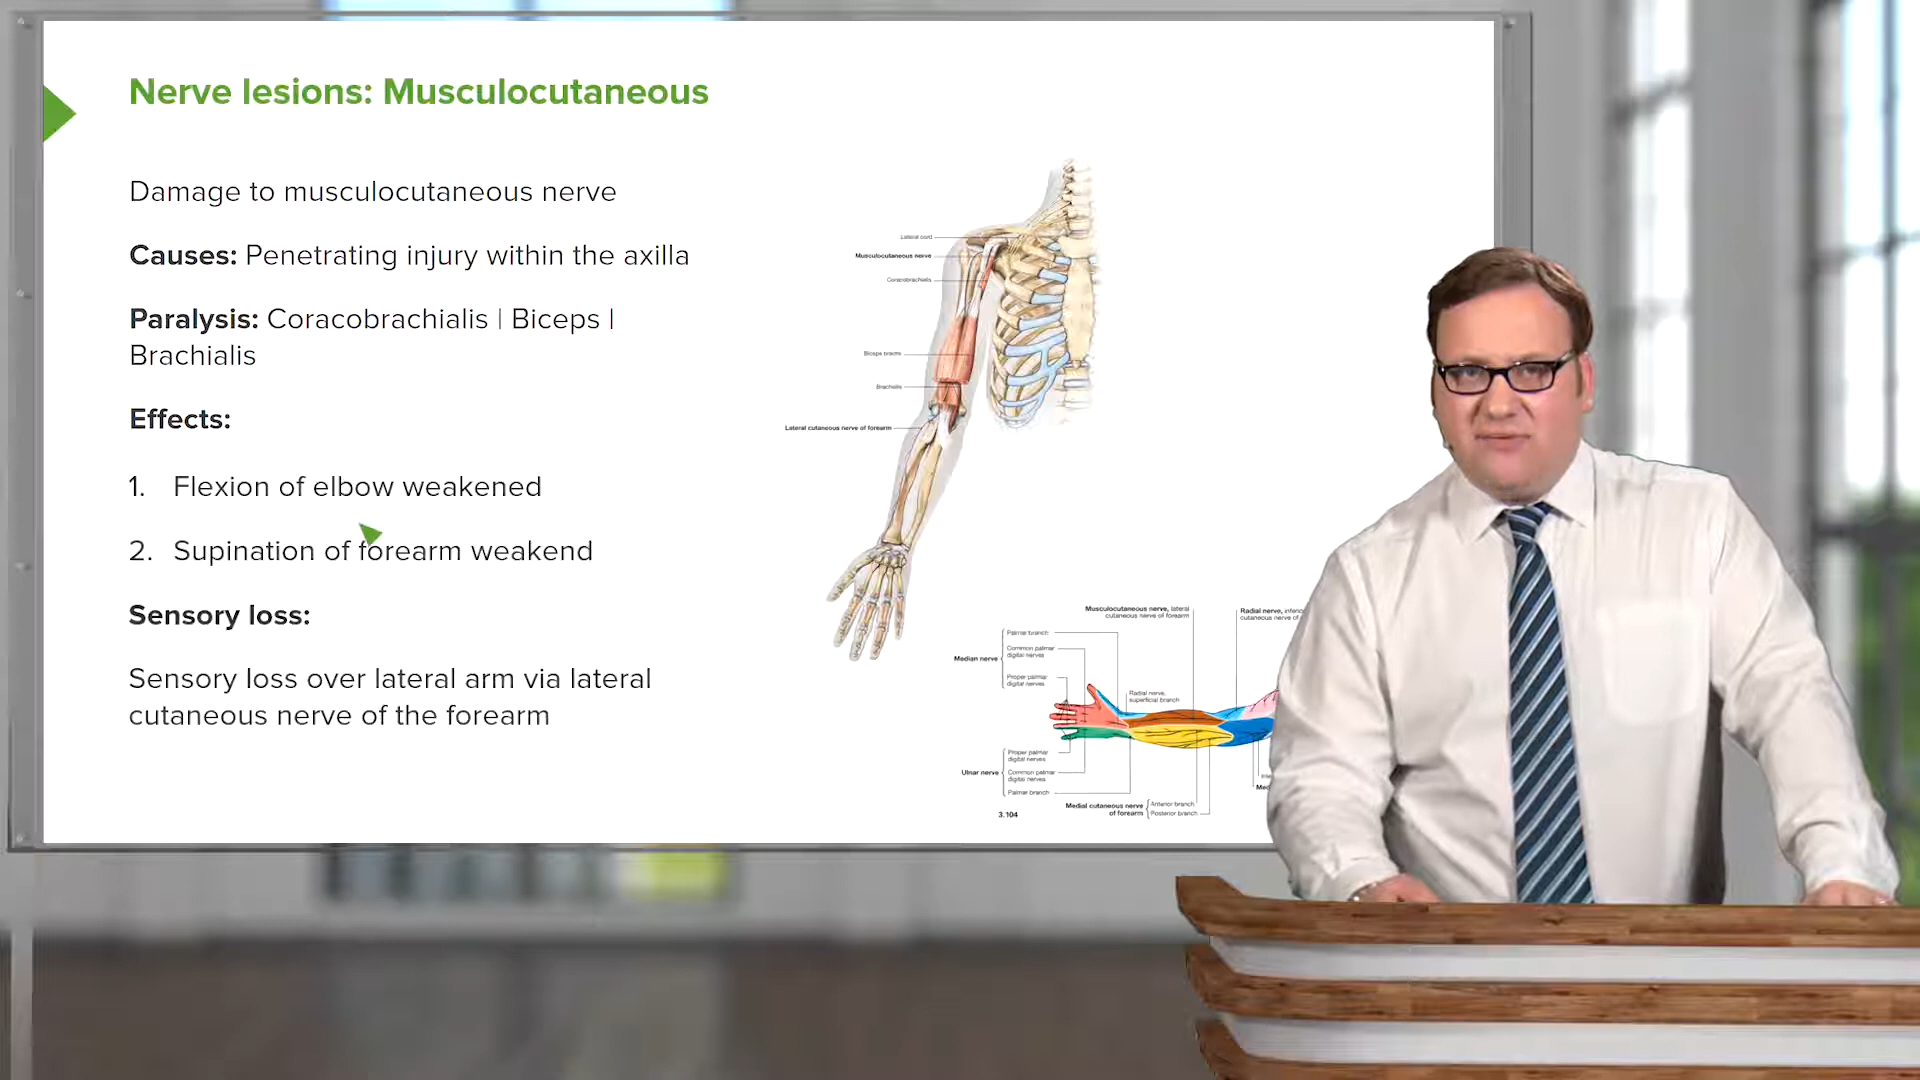 Nerve lesions: Musculocutaneous
Damage to musculocutaneous nerve
Causes: Penetrating injury within the axilla
Paralysis: Coracobrachialis | Biceps |
Brachialis
Effects:
1. Flexion of elbow weakened
2. Supination of forearm weakend
Sensory loss:
Sensory loss over lateral arm via lateral
cutaneous nerve of the forearm
Lateral cord
Musculocutaneous nerve
Coracobrachialis
Biceps brachii
Brachialis
Lateral cutaneous nerve of forearm
Musculocutaneous nerve, lateral
cutaneous nerve of forearm
Radial nerve,
cutaneous nerve of
Palmar branch
Common palmar
digital nerves
Median nerve
Proper palmar
digital nerves
Radial nerve,
superficial branch
Proper palmar
digital nerves
Ulnar nerve
Common palmar
digital nerves
Palmar branch
Medial cutaneous nerve
of forearm
Anterior branch
Posterior branch
3.104